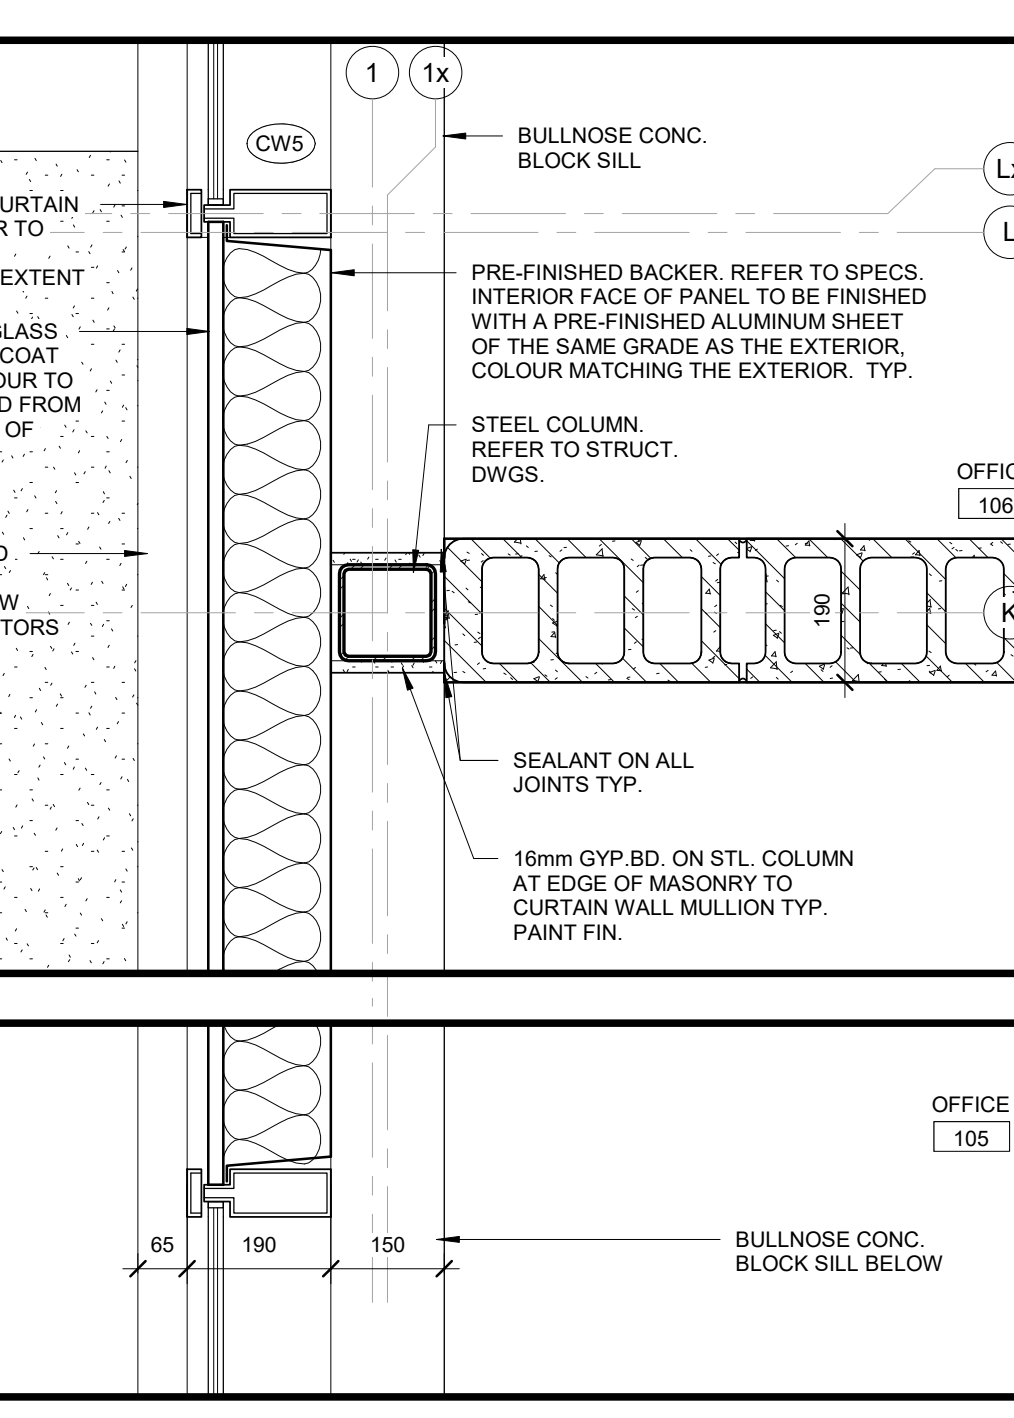 1
1x
CW5
BULLNOSE CONC.
BLOCK SILL
Lx
L
URTAIN
R TO
EXTENT
GLASS
COAT
OUR TO
D FROM
OF
PRE-FINISHED BACKER. REFER TO SPECS.
INTERIOR FACE OF PANEL TO BE FINISHED
WITH A PRE-FINISHED ALUMINUM SHEET
OF THE SAME GRADE AS THE EXTERIOR,
COLOUR MATCHING THE EXTERIOR. TYP.
STEEL COLUMN.
REFER TO STRUCT.
DWGS.
OFFIC
106
W
TORS
190
K
SEALANT ON ALL
JOINTS TYP.
16mm GYP.BD. ON STL. COLUMN
AT EDGE OF MASONRY TO
CURTAIN WALL MULLION TYP.
PAINT FIN.
OFFICE
105
65
190
150
BULLNOSE CONC.
BLOCK SILL BELOW